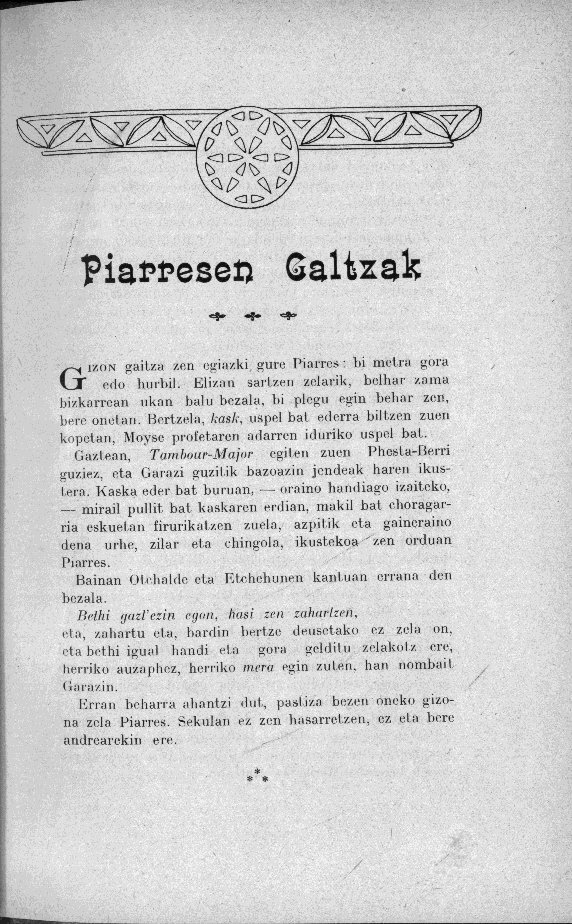 Piarresen Galtzak
GIZON gaitza zen egiazki gure Piarres : bi metra gora
edo hurbil. Elizan sartzen zelarik, belhar zama
bizkarrean ukan balu bezala, bi plegu egin behar zen,
bere onetan. Bertzela, kask, uspel bat ederra biltzen zuen
kopetan, Moyse profetaren adarren iduriko uspel bat.
Gaztean, Tambour-Major egiten zuen Phesta-Berri
guziez, eta Garazi guzitik bazoazin jendeak haren ikus-
tera. Kaska eder bat buruan, — oraino handiago izaiteko,
— mirail pullit bat kaskaren erdian, makil bat choragar-
ria eskuetan firurikatzen zuela, azpitik eta gaineraino
dena urhe, zilar eta chingola, ikustekoa zen orduan
Piarres.
Bainan Otchalde eta Etchehunen kantuan errana den
bezala.
Bethi gazt'ezin egon, hasi zen zahartzen,
eta, zahartu eta, bardin bertze deusetako ez zela on,
eta bethi igual handi eta gora gelditu zelakotz ere,
herriko auzaphez, herriko mera egin zuten, han nombait
Garazin.
Erran beharra ahantzi dut, pastiza bezen oneko gizo-
na zela Piarres. Sekulan ez zen hasarretzen, ez eta bere
andrearekin ere.
* * *